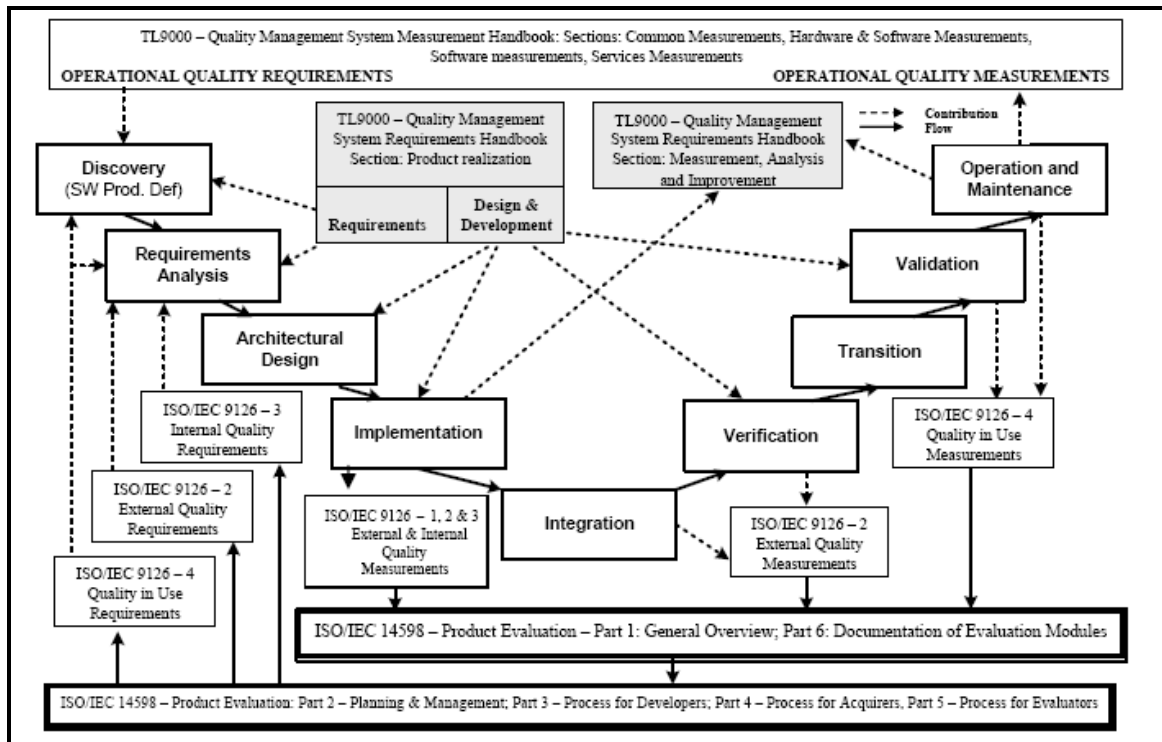 TL9000 – Quality Management System Measurement Handbook: Sections: Common Measurements, Hardware & Software Measurements,
Software measurements, Services Measurements
OPERATIONAL QUALITY REQUIREMENTS
OPERATIONAL QUALITY MEASUREMENTS
TL9000 – Quality Management
System Requirements Handbook
Section: Product realization
Requirements
Design &
Development
TL9000 – Quality Management
System Requirements Handbook
Section: Measurement, Analysis
and Improvement
Contribution
Flow
Discovery
(SW Prod. Def)
Operation and
Maintenance
Requirements
Analysis
Validation
Architectural
Design
Transition
ISO/IEC 9126 – 3
Internal Quality
Requirements
Implementation
Verification
ISO/IEC 9126 – 4
Quality in Use
Measurements
ISO/IEC 9126 – 2
External Quality
Requirements
ISO/IEC 9126 – 1, 2 & 3
External & Internal
Quality
Measurements
Integration
ISO/IEC 9126 – 2
External Quality
Measurements
ISO/IEC 9126 – 4
Quality in Use
Requirements
ISO/IEC 14598 – Product Evaluation – Part 1: General Overview; Part 6: Documentation of Evaluation Modules
ISO/IEC 14598 – Product Evaluation: Part 2 – Planning & Management; Part 3 – Process for Developers; Part 4 – Process for Acquirers, Part 5 – Process for Evaluators